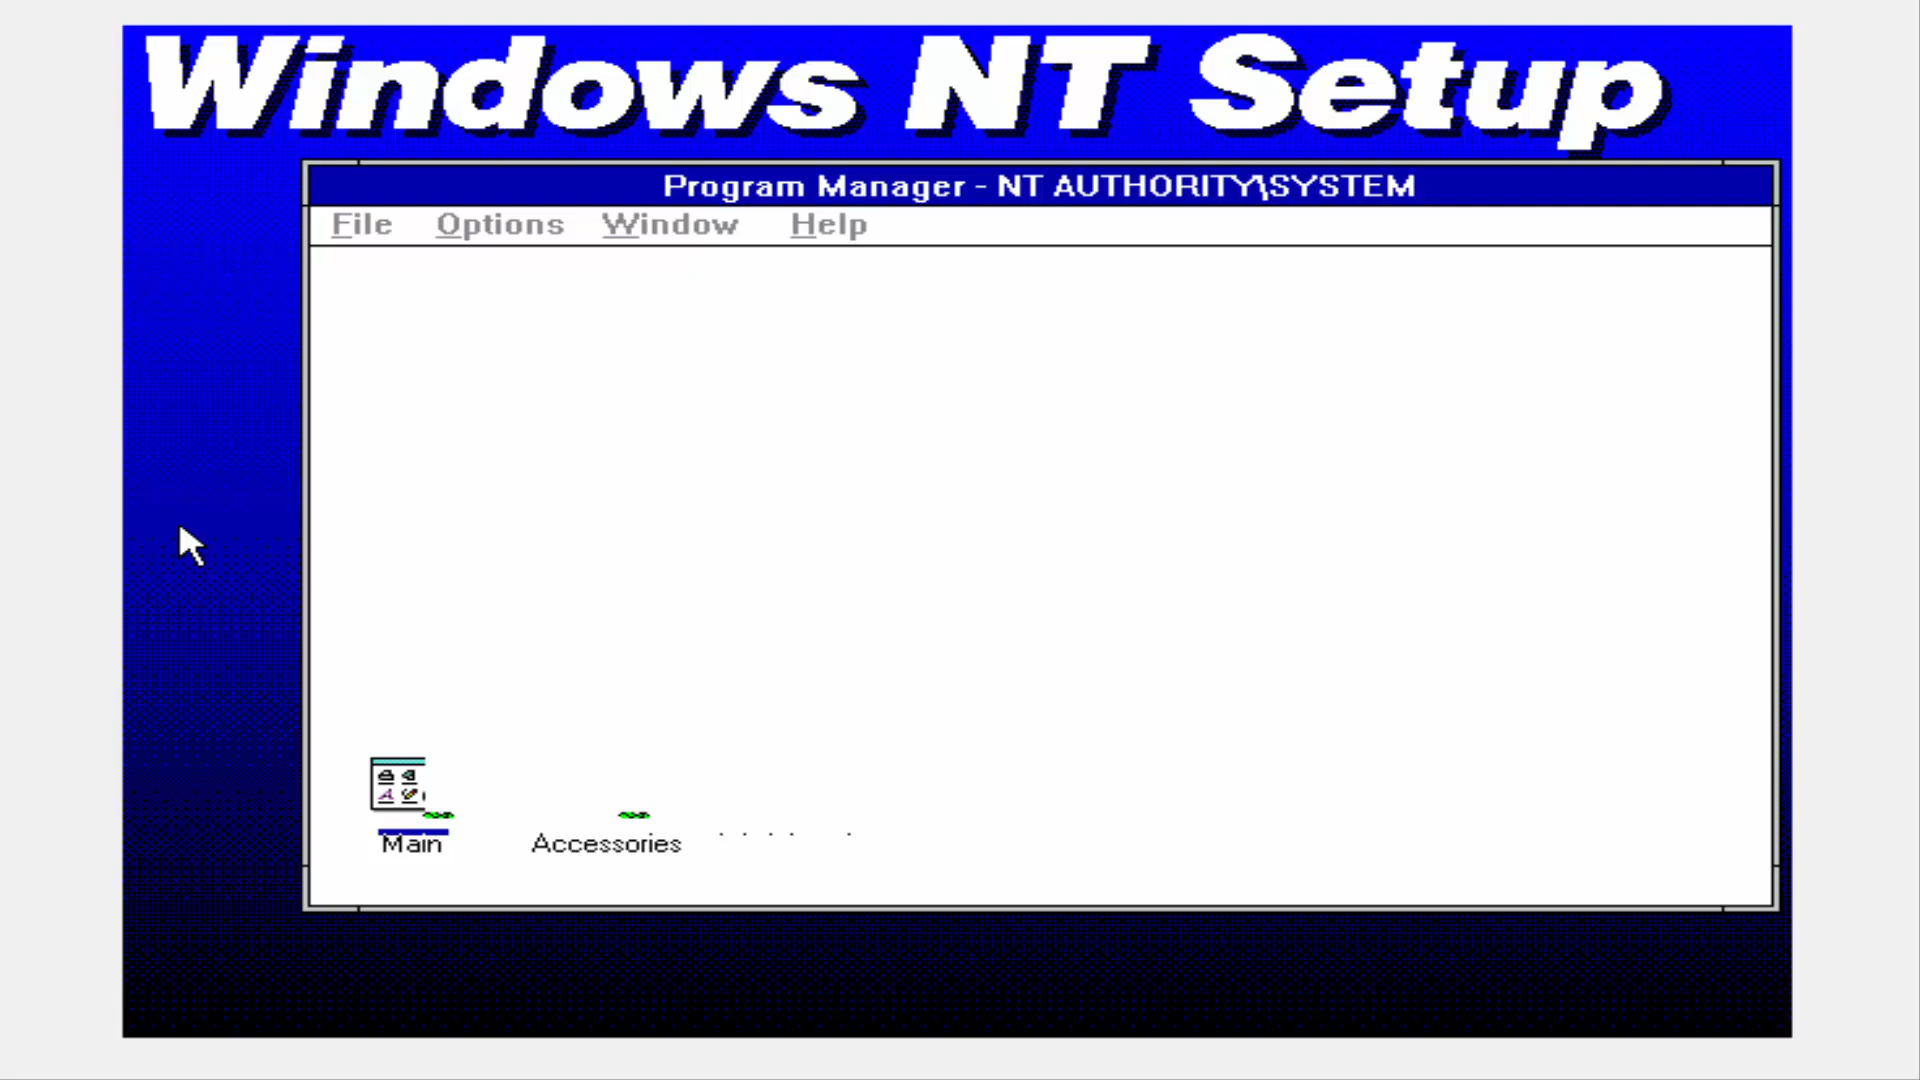 Windows NT Setup
Program Manager - NT AUTHORITY\SYSTEM
File Options Window Help
Main Accessories